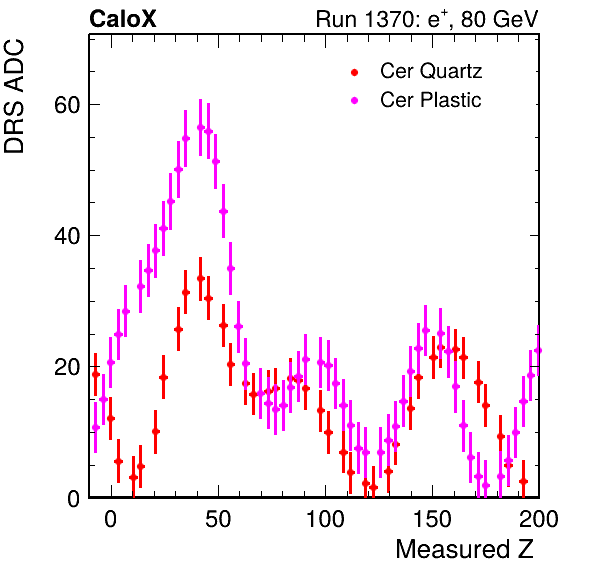 CaloX Run 1370: e⁺, 80 GeV
DRS ADC
Cer Quartz
Cer Plastic
60
40
20
0
0 50 100 150 200
Measured Z